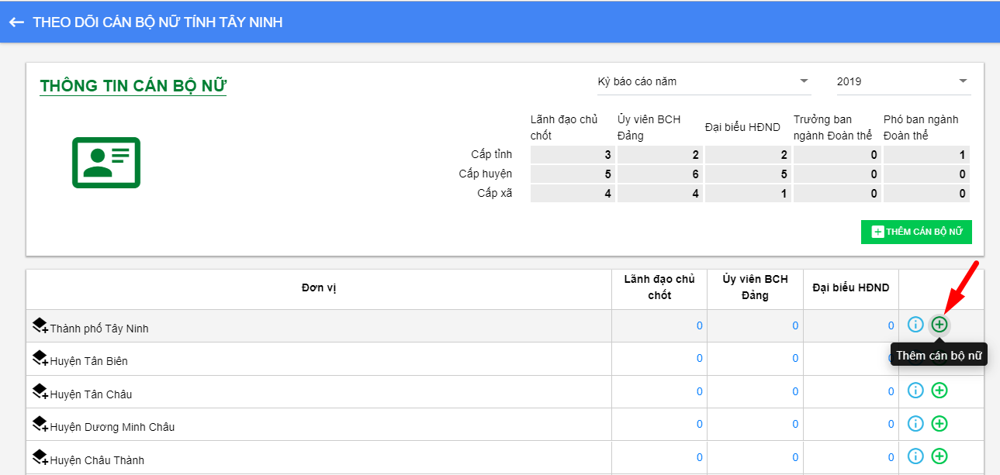 THEO DÕI CÁN BỘ NỮ TỈNH TÂY NINH
THÔNG TIN CÁN BỘ NỮ
Kỳ báo cáo năm 2019
Lãnh đạo chủ chốt
Ủy viên BCH Đảng
Đại biểu HĐND
Trưởng ban ngành Đoàn thể
Phó ban ngành Đoàn thể
Cấp tỉnh 3 2 2 0 1
Cấp huyện 5 6 5 0 0
Cấp xã 4 4 1 0 0
THÊM CÁN BỘ NỮ
Đơn vị
Lãnh đạo chủ chốt
Ủy viên BCH Đảng
Đại biểu HĐND
Thành phố Tây Ninh 0 0 0
Thêm cán bộ nữ
Huyện Tân Biên 0 0 0
Huyện Tân Châu 0 0 0
Huyện Dương Minh Châu 0 0 0
Huyện Châu Thành 0 0 0